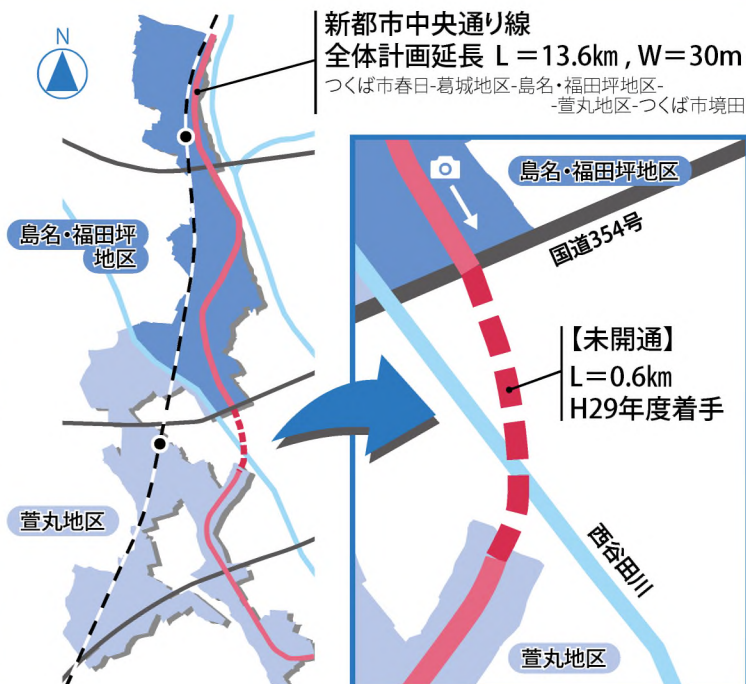 N
新都市中央通り線
全体計画延長 L＝13.6㎞ , W＝30m
つくば市春日-葛城地区-島名・福田坪地区-
-萱丸地区-つくば市境田
島名・福田坪
地区
萱丸地区
島名・福田坪地区
国道354号
【未開通】
L＝0.6㎞
H29年度着手
西谷田川
萱丸地区